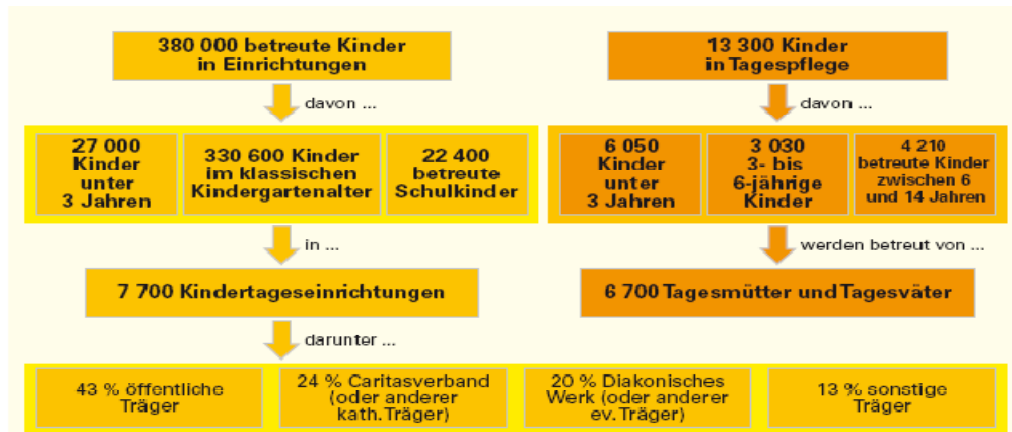 380 000 betreute Kinder
in Einrichtungen
davon ...
27 000
Kinder
unter
3 Jahren
330 600 Kinder
im klassischen
Kindergartenalter
22 400
betreute
Schulkinder
in ...
7 700 Kindertageseinrichtungen
darunter ...
13 300 Kinder
in Tagespflege
davon ...
6 050
Kinder
unter
3 Jahren
3 030
3- bis
6-jährige
Kinder
4 210
betreute Kinder
zwischen 6
und 14 Jahren
werden betreut von ...
6 700 Tagesmütter und Tagesväter
43 % öffentliche
Träger
24 % Caritasverband
(oder anderer
kath. Träger)
20 % Diakonisches
Werk (oder anderer
ev. Träger)
13 % sonstige
Träger